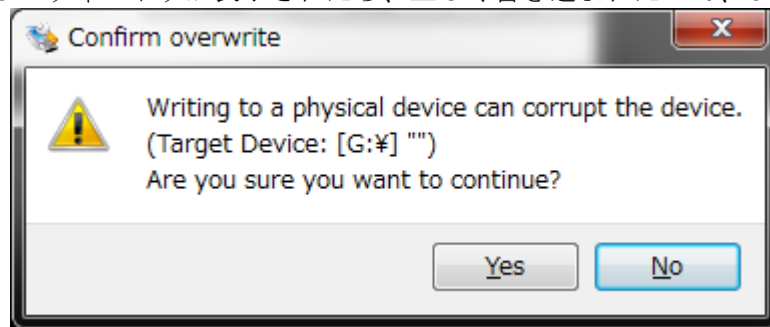 Confirm overwrite
Writing to a physical device can corrupt the device.
(Target Device: [G:¥] "")
Are you sure you want to continue?
Yes
No